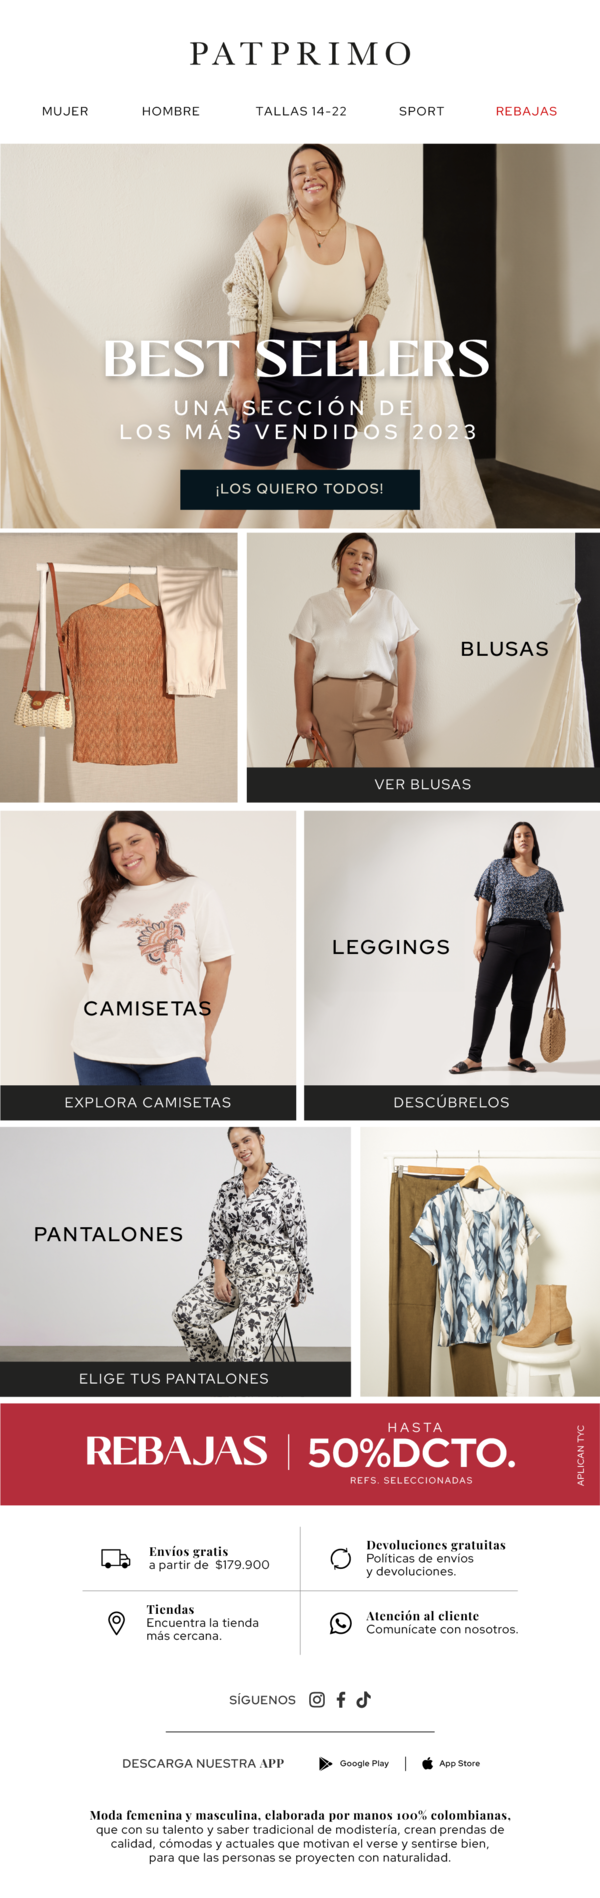 PATPRIMO
MUJER HOMBRE TALLAS 14-22 SPORT REBAJAS
BEST SELLERS
UNA SECCIÓN DE
LOS MÁS VENDIDOS 2023
¡LOS QUIERO TODOS!
BLUSAS
VER BLUSAS
CAMISETAS
EXPLORA CAMISETAS
LEGGINGS
DESCÚBRELOS
PANTALONES
ELIGE TUS PANTALONES
REBAJAS
HASTA
50%DCTO.
REFS. SELECCIONADAS
APLICAN TYC
Envíos gratis
a partir de $179.900
Devoluciones gratuitas
Políticas de envíos
y devoluciones.
Tiendas
Encuentra la tienda
más cercana.
Atención al cliente
Comunícate con nosotros.
SÍGUENOS
DESCARGA NUESTRA APP
Google Play
App Store
Moda femenina y masculina, elaborada por manos 100% colombianas,
que con su talento y saber tradicional de modistería, crean prendas de
calidad, cómodas y actuales que motivan el verse y sentirse bien,
para que las personas se proyecten con naturalidad.